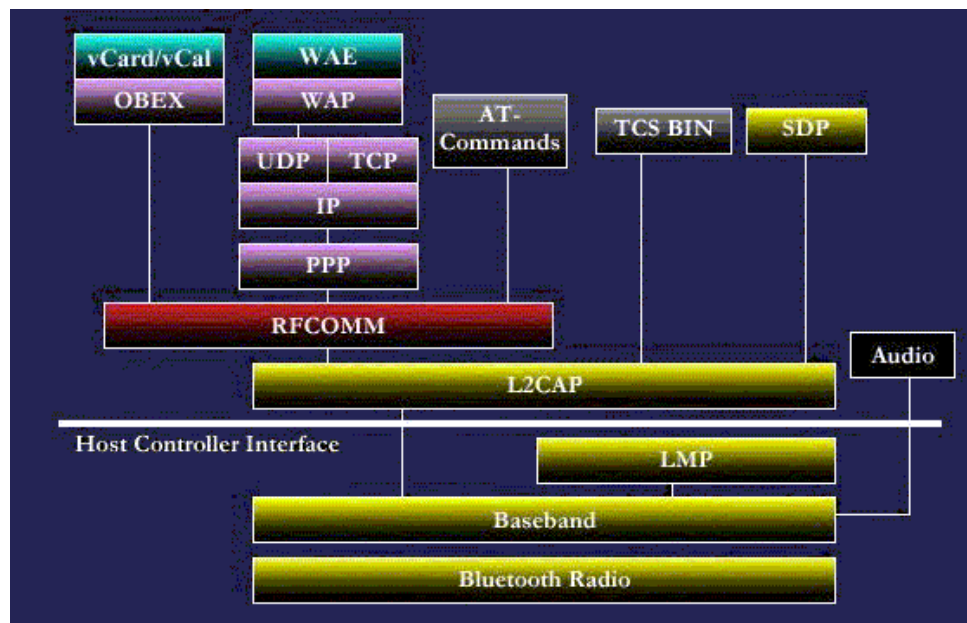 vCard/vCal
OBEX
WAE
WAP
AT-
Commands
TCS BIN
SDP
UDP
TCP
IP
PPP
RFCOMM
Audio
L2CAP
Host Controller Interface
LMP
Baseband
Bluetooth Radio